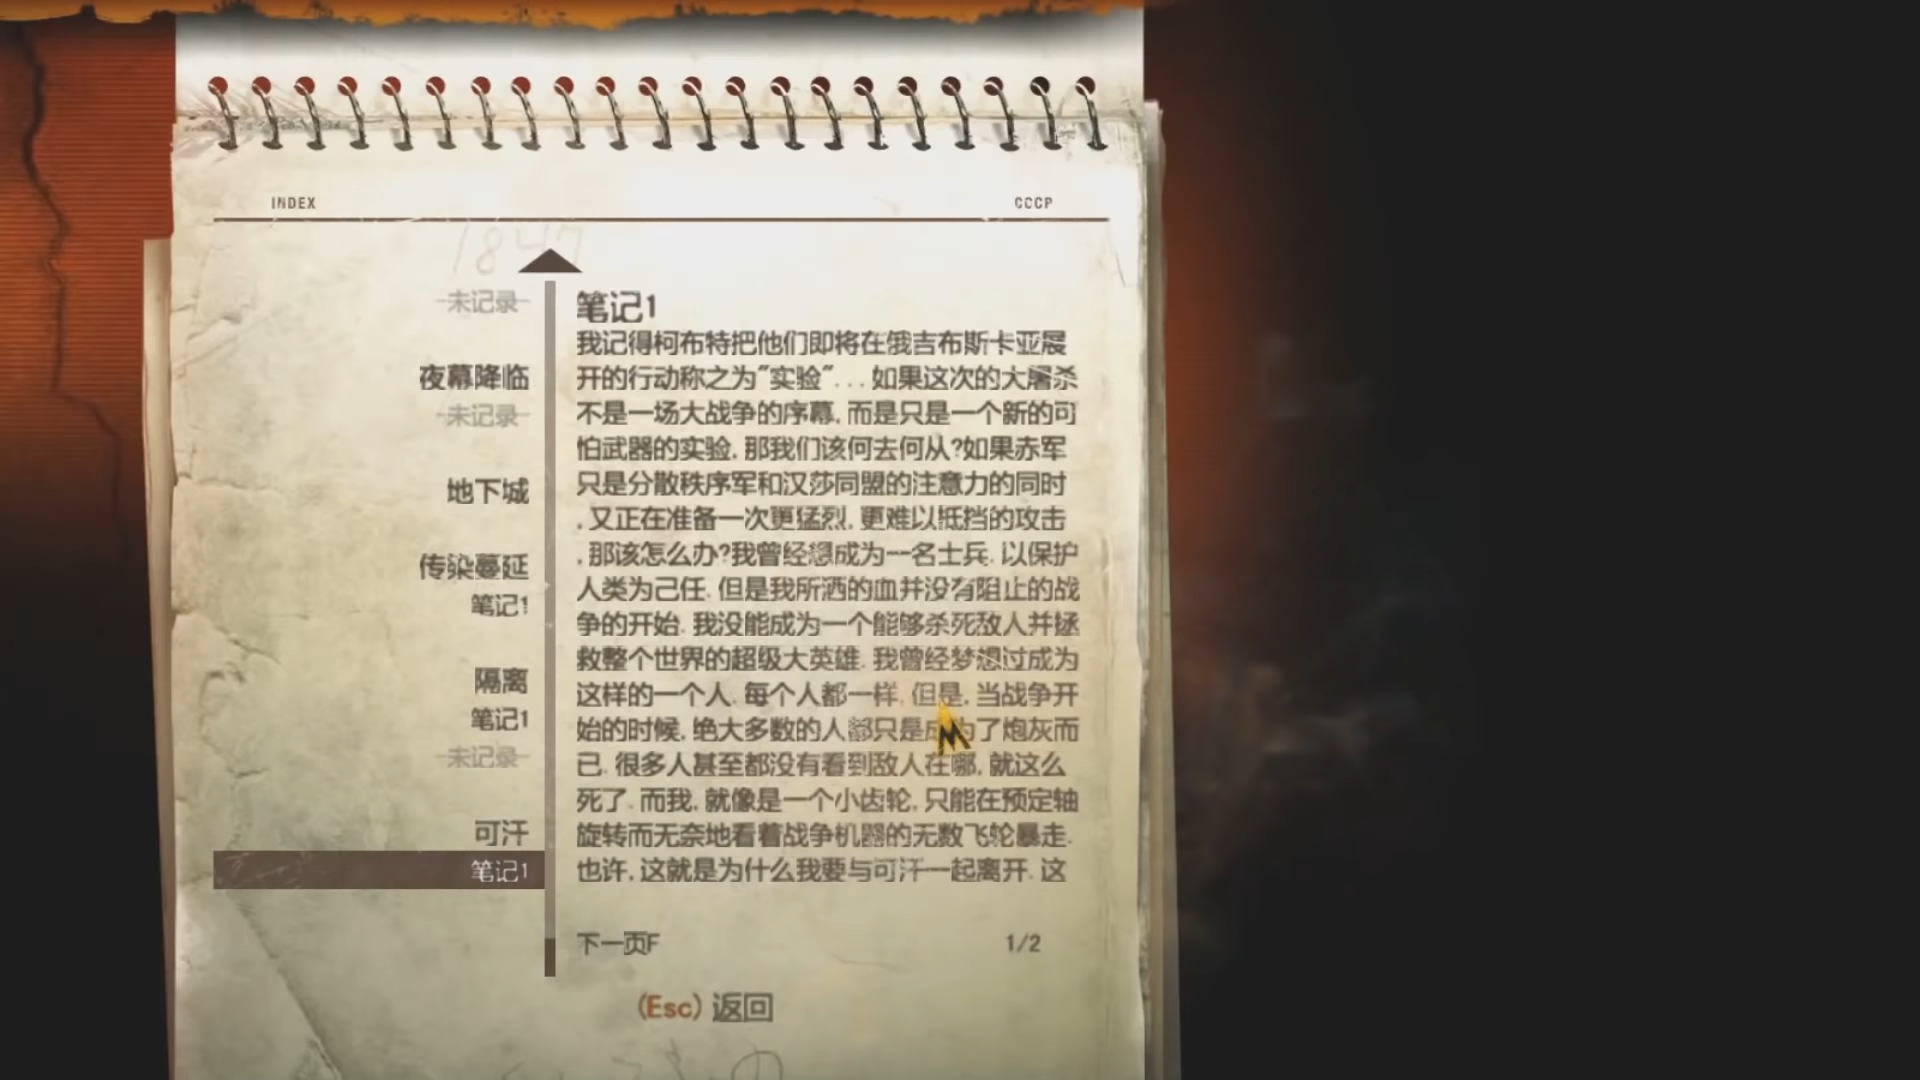 INDEX
CCCP
1847
未记录
夜幕降临
未记录
地下城
传染蔓延
笔记1
隔离
笔记1
未记录
可汗
笔记1
笔记1
我记得柯布特把他们即将在俄吉布斯卡亚展
开的行动称之为"实验"...如果这次的大屠杀
不是一场大战争的序幕,而是只是一个新的可
怕武器的实验,那我们该何去何从?如果赤军
只是分散秩序军和汉莎同盟的注意力的同时
,又正在准备一次更猛烈,更难以抵挡的攻击
,那该怎么办?我曾经想成为一名士兵,以保护
人类为己任.但是我所洒的血并没有阻止的战
争的开始.我没能成为一个能够杀死敌人并拯
救整个世界的超级大英雄.我曾经梦想过成为
这样的一个人.每个人都一样,但是,当战争开
始的时候,绝大多数的人都只是成为了炮灰而
已.很多人甚至都没有看到敌人在哪,就这么
死了.而我,就像是一个小齿轮,只能在预定轴
旋转而无奈地看着战争机器的无数飞轮暴走.
也许,这就是为什么我要与可汗一起离开.这
下一页F
1/2
(Esc) 返回